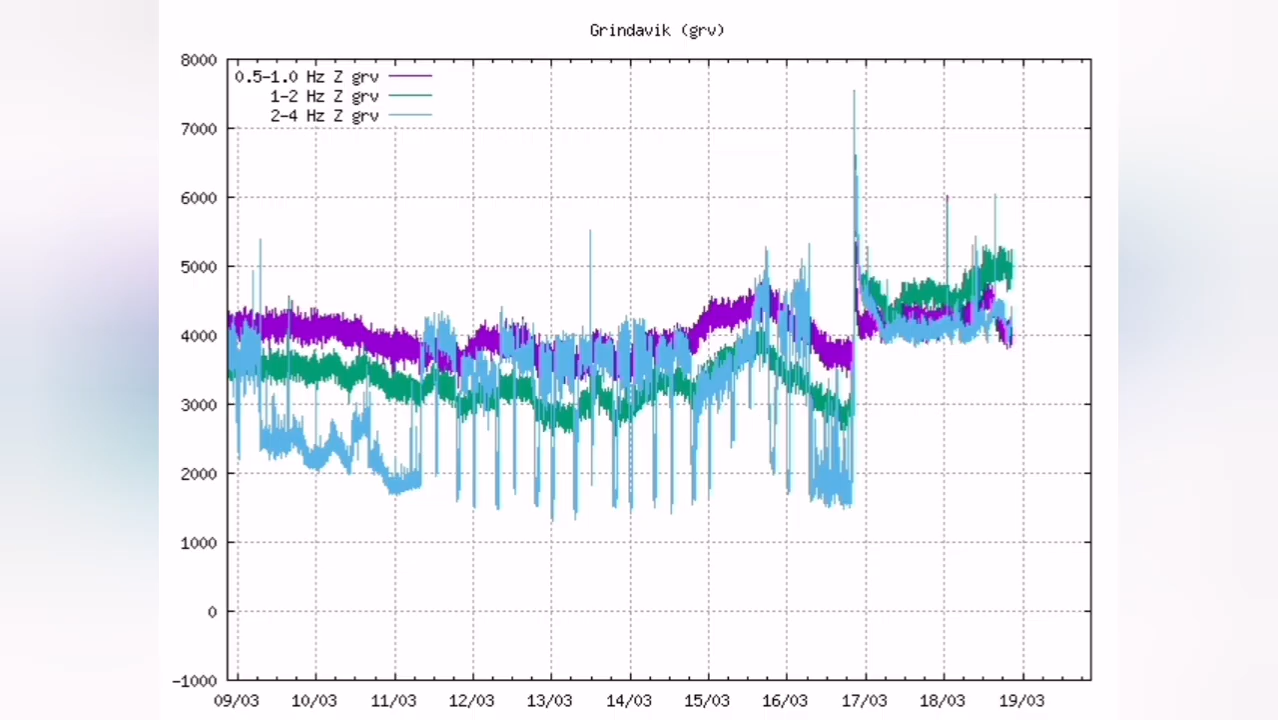 Grindavik (grv)
8000
0.5-1.0 Hz Z grv
1-2 Hz Z grv
2-4 Hz Z grv
7000
6000
5000
4000
3000
2000
1000
0
-1000
09/03 10/03 11/03 12/03 13/03 14/03 15/03 16/03 17/03 18/03 19/03